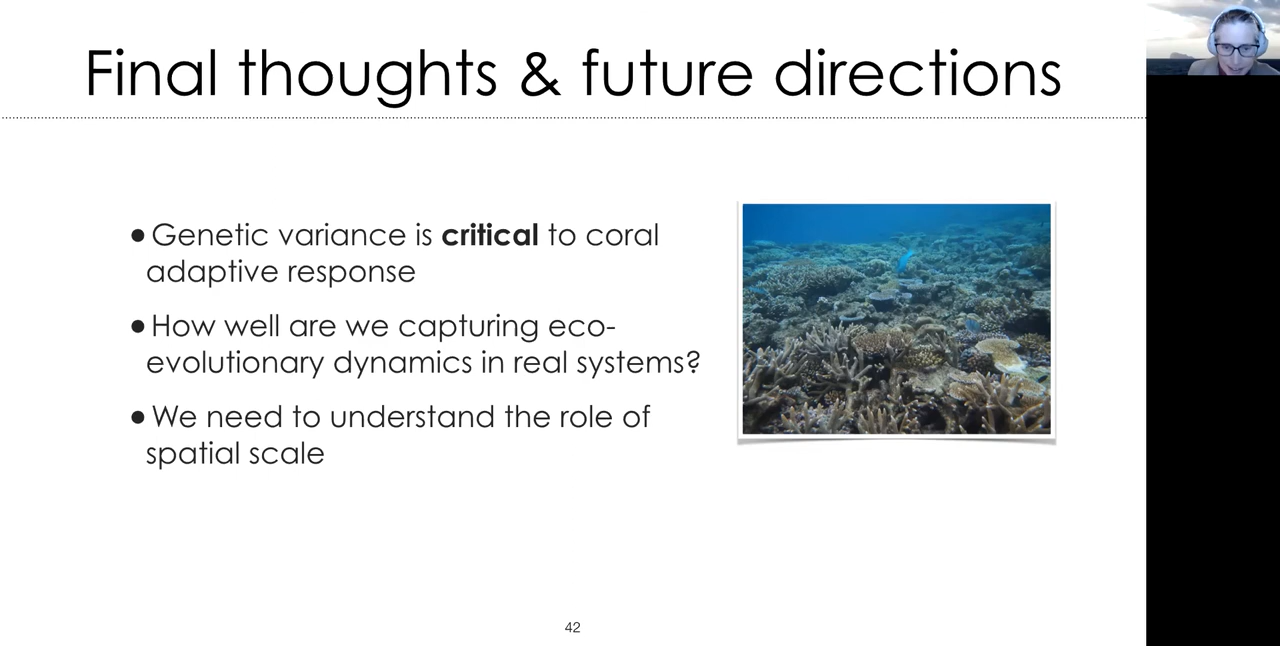 Final thoughts & future directions
●Genetic variance is critical to coral
adaptive response
●How well are we capturing eco-
evolutionary dynamics in real systems?
●We need to understand the role of
spatial scale
42